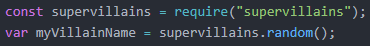 const supervillains = require("supervillains");
var myVillainName = supervillains.random();